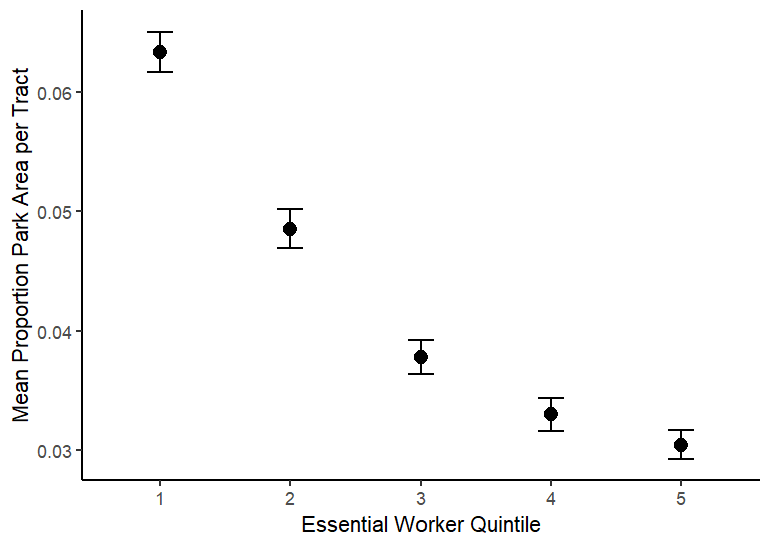 Mean Proportion Park Area per Tract
0.06
0.05
0.04
0.03
1 2 3 4 5
Essential Worker Quintile